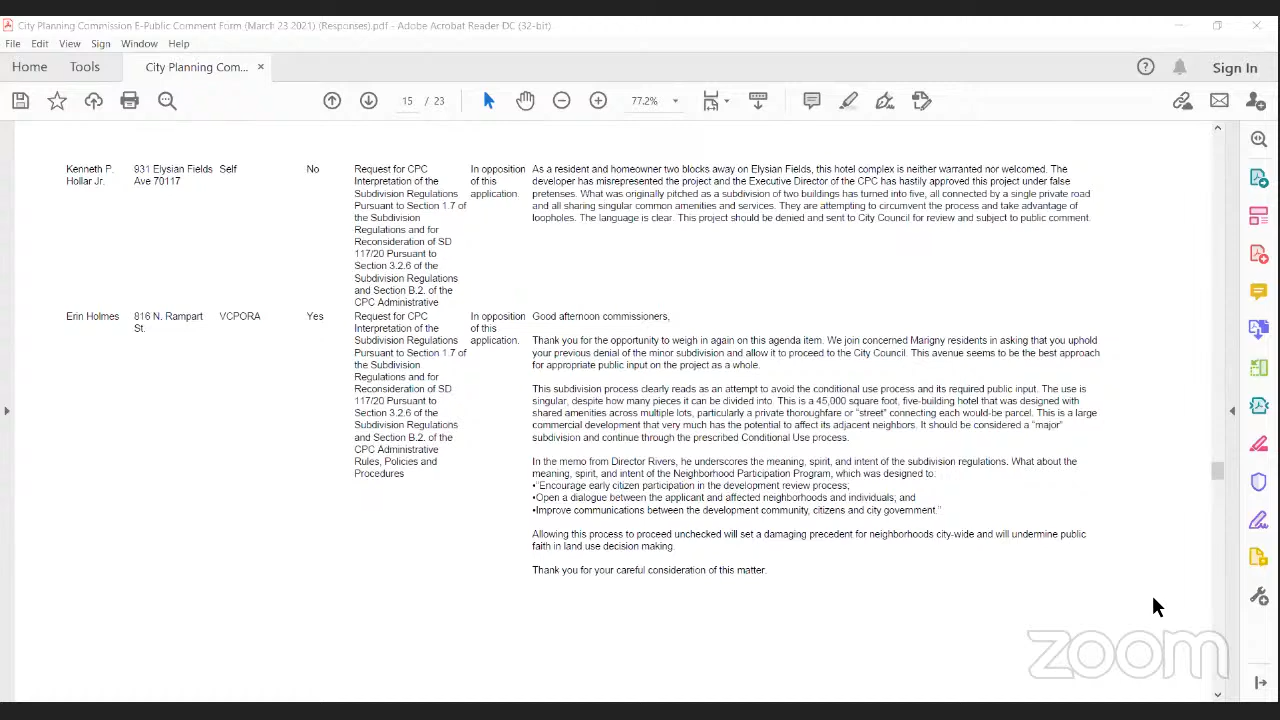 City Planning Commission E-Public Comment Form (March 23 2021) (Responses).pdf - Adobe Acrobat Reader DC (32-bit)
File Edit View Sign Window Help
Home Tools City Planning Com... × Sign In
15 / 23 77.2%
Kenneth P.
Hollar Jr.
931 Elysian Fields
Ave 70117
Self
No
Request for CPC
Interpretation of the
Subdivision Regulations
Pursuant to Section 1.7 of
the Subdivision
Regulations and for
Reconsideration of SD
117/20 Pursuant to
Section 3.2.6 of the
Subdivision Regulations
and Section B.2. of the
CPC Administrative
In opposition
of this
application.
As a resident and homeowner two blocks away on Elysian Fields, this hotel complex is neither warranted nor welcomed. The
developer has misrepresented the project and the Executive Director of the CPC has hastily approved this project under false
pretenses. What was originally pitched as a subdivision of two buildings has turned into five, all connected by a single private road
and all sharing singular common amenities and services. They are attempting to circumvent the process and take advantage of
loopholes. The language is clear. This project should be denied and sent to City Council for review and subject to public comment.
Erin Holmes
816 N. Rampart
St.
VCPORA
Yes
Request for CPC
Interpretation of the
Subdivision Regulations
Pursuant to Section 1.7 of
the Subdivision
Regulations and for
Reconsideration of SD
117/20 Pursuant to
Section 3.2.6 of the
Subdivision Regulations
and Section B.2. of the
CPC Administrative
Rules, Policies and
Procedures
In opposition
of this
application.
Good afternoon commissioners,
Thank you for the opportunity to weigh in again on this agenda item. We join concerned Marigny residents in asking that you uphold
your previous denial of the minor subdivision and allow it to proceed to the City Council. This avenue seems to be the best approach
for appropriate public input on the project as a whole.
This subdivision process clearly reads as an attempt to avoid the conditional use process and its required public input. The use is
singular, despite how many pieces it can be divided into. This is a 45,000 square foot, five-building hotel that was designed with
shared amenities across multiple lots, particularly a private thoroughfare or “street” connecting each would-be parcel. This is a large
commercial development that very much has the potential to affect its adjacent neighbors. It should be considered a “major”
subdivision and continue through the prescribed Conditional Use process.
In the memo from Director Rivers, he underscores the meaning, spirit, and intent of the subdivision regulations. What about the
meaning, spirit, and intent of the Neighborhood Participation Program, which was designed to:
•“Encourage early citizen participation in the development review process;
•Open a dialogue between the applicant and affected neighborhoods and individuals; and
•Improve communications between the development community, citizens and city government.”
Allowing this process to proceed unchecked will set a damaging precedent for neighborhoods city-wide and will undermine public
faith in land use decision making.
Thank you for your careful consideration of this matter.
zoom